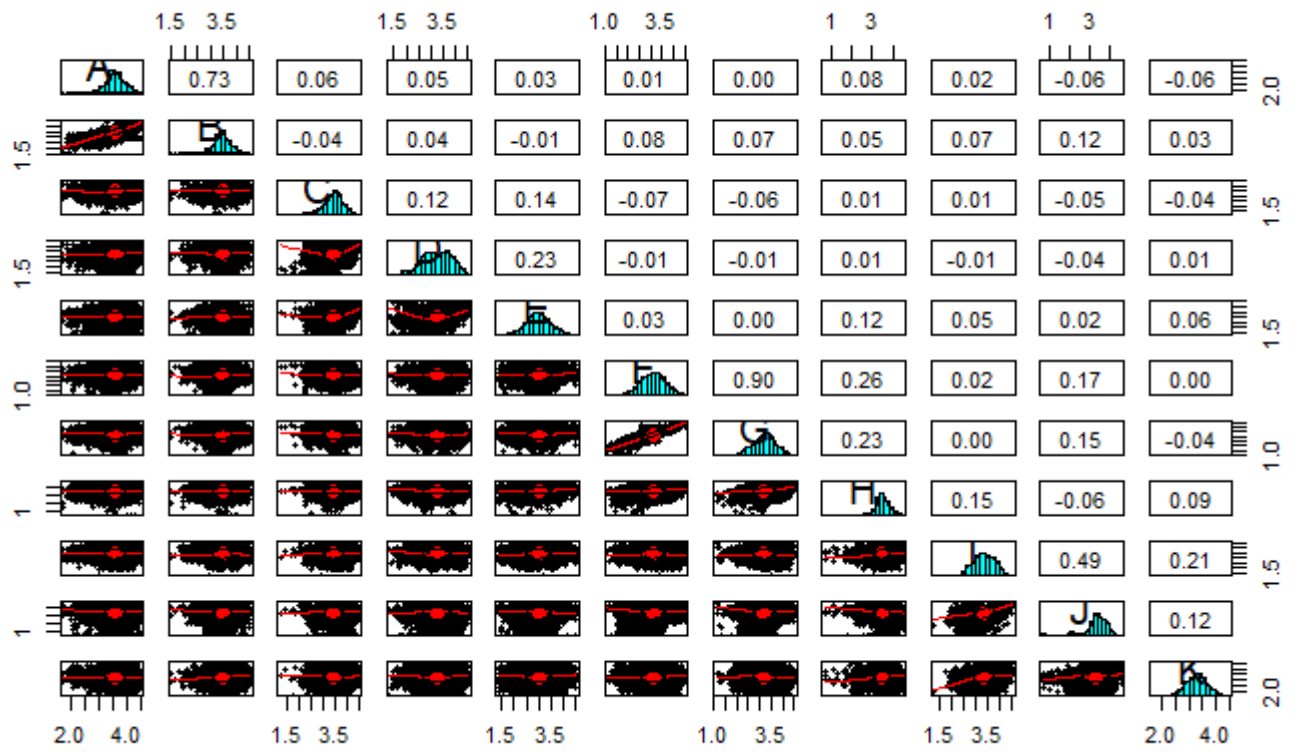 1.5 3.5 1.5 3.5 1.0 3.5 1 3 1 3
A 0.73 0.06 0.05 0.03 0.01 0.00 0.08 0.02 -0.06 -0.06 2.0
1.5 B -0.04 0.04 -0.01 0.08 0.07 0.05 0.07 0.12 0.03
C 0.12 0.14 -0.07 -0.06 0.01 0.01 -0.05 -0.04 1.5
1.5 D 0.23 -0.01 -0.01 0.01 -0.01 -0.04 0.01
E 0.03 0.00 0.12 0.05 0.02 0.06 1.5
1.0 F 0.90 0.26 0.02 0.17 0.00
G 0.23 0.00 0.15 -0.04 1.0
1 H 0.15 -0.06 0.09
I 0.49 0.21 1.5
1 J 0.12
K 2.0
2.0 4.0 1.5 3.5 1.5 3.5 1.0 3.5 1.5 3.5 2.0 3.5